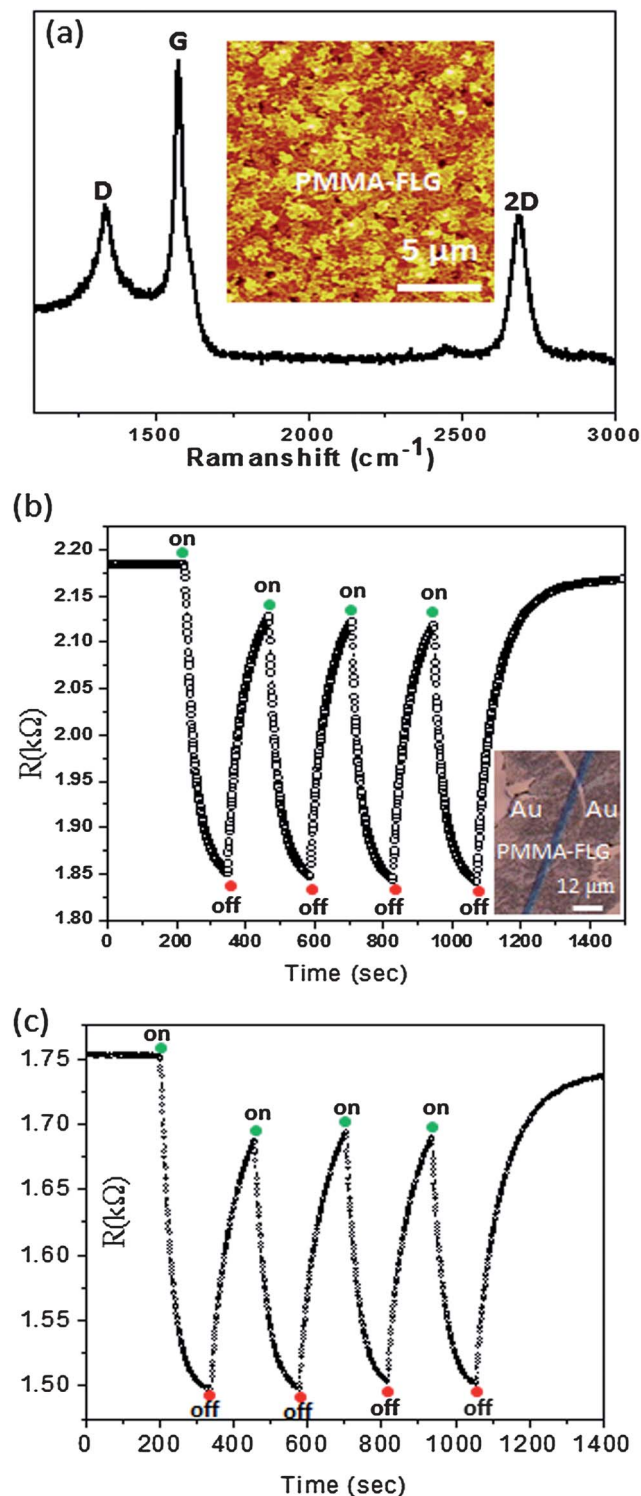 (a)
G
D
2D
PMMA-FLG
5 µm
1500 2000 2500 3000
Ramanshift (cm-1)
(b)
2.20
2.15
2.10
2.05
2.00
1.95
1.90
1.85
1.80
R(kΩ)
on
on
on
on
off
off
off
off
Au Au
PMMA-FLG
12 µm
0 200 400 600 800 1000 1200 1400
Time (sec)
(c)
1.75
1.70
1.65
1.60
1.55
1.50
R(kΩ)
on
on
on
on
off
off
off
off
0 200 400 600 800 1000 1200 1400
Time (sec)